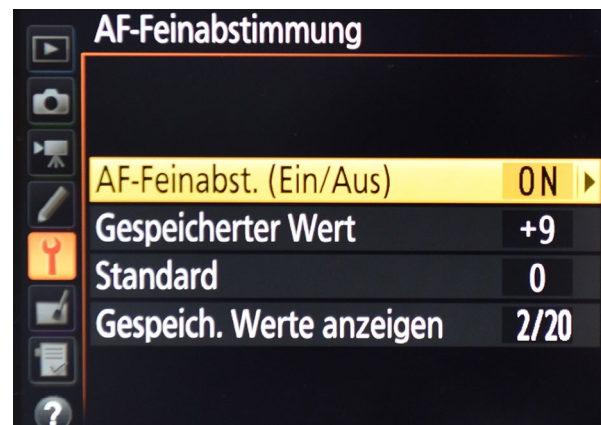 AF-Feinabstimmung
AF-Feinabst. (Ein/Aus) ON
Gespeicherter Wert +9
Standard 0
Gespeich. Werte anzeigen 2/20
?